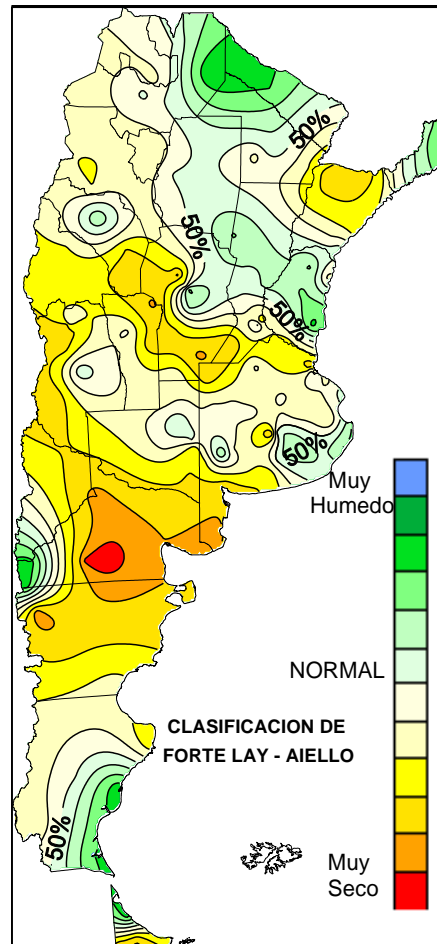 50%
50%
50%
50%
Muy
Humedo
NORMAL
CLASIFICACION DE
FORTE LAY - AIELLO
50%
Muy
Seco